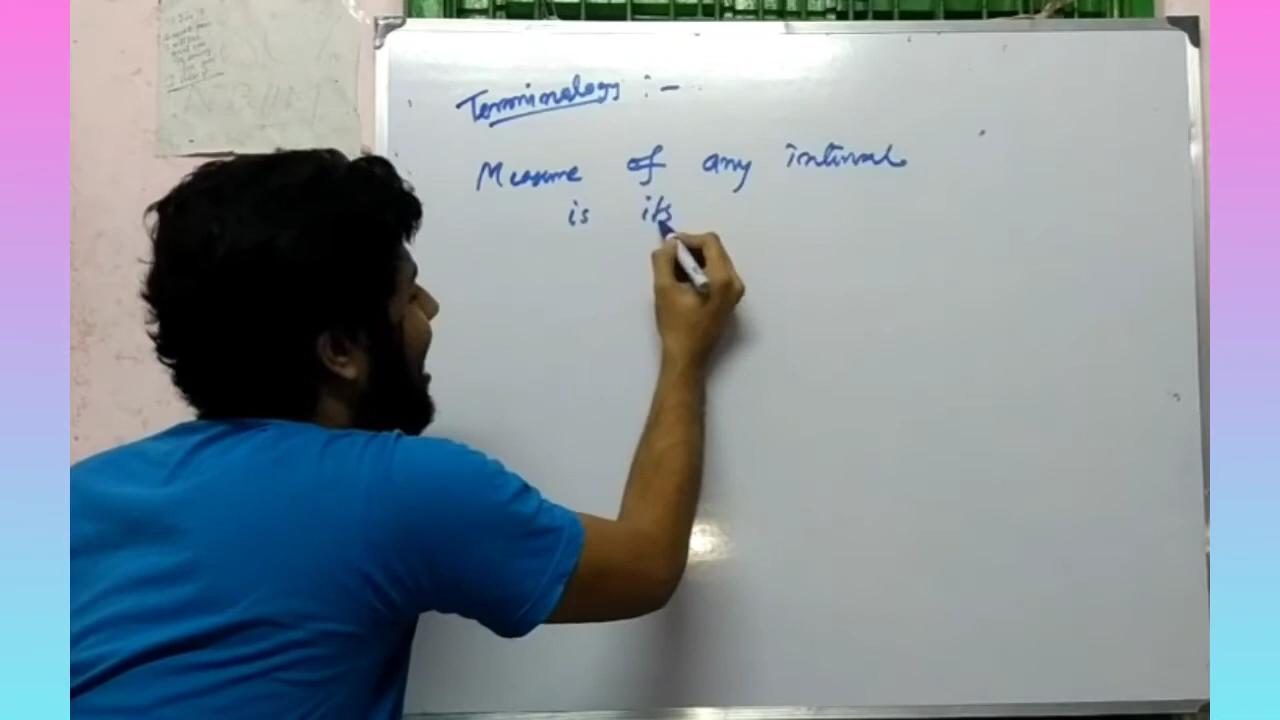 Terminology :-
Measure of any interval
is its